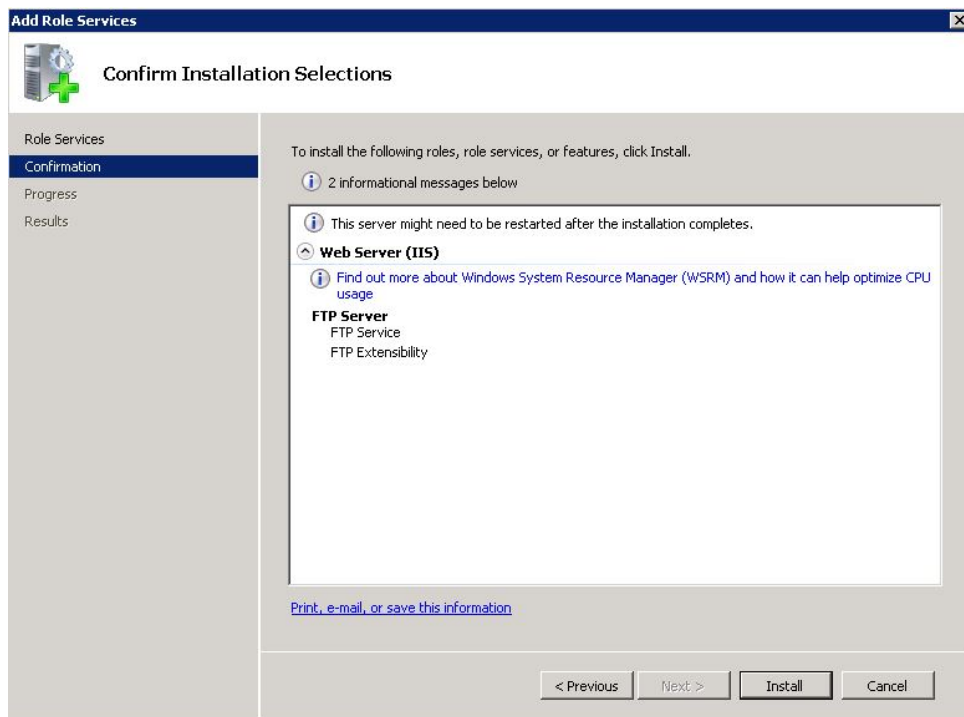 Add Role Services
Confirm Installation Selections
Role Services
Confirmation
Progress
Results
To install the following roles, role services, or features, click Install.
2 informational messages below
This server might need to be restarted after the installation completes.
Web Server (IIS)
Find out more about Windows System Resource Manager (WSRM) and how it can help optimize CPU
usage
FTP Server
FTP Service
FTP Extensibility
Print, e-mail, or save this information
< Previous
Next >
Install
Cancel